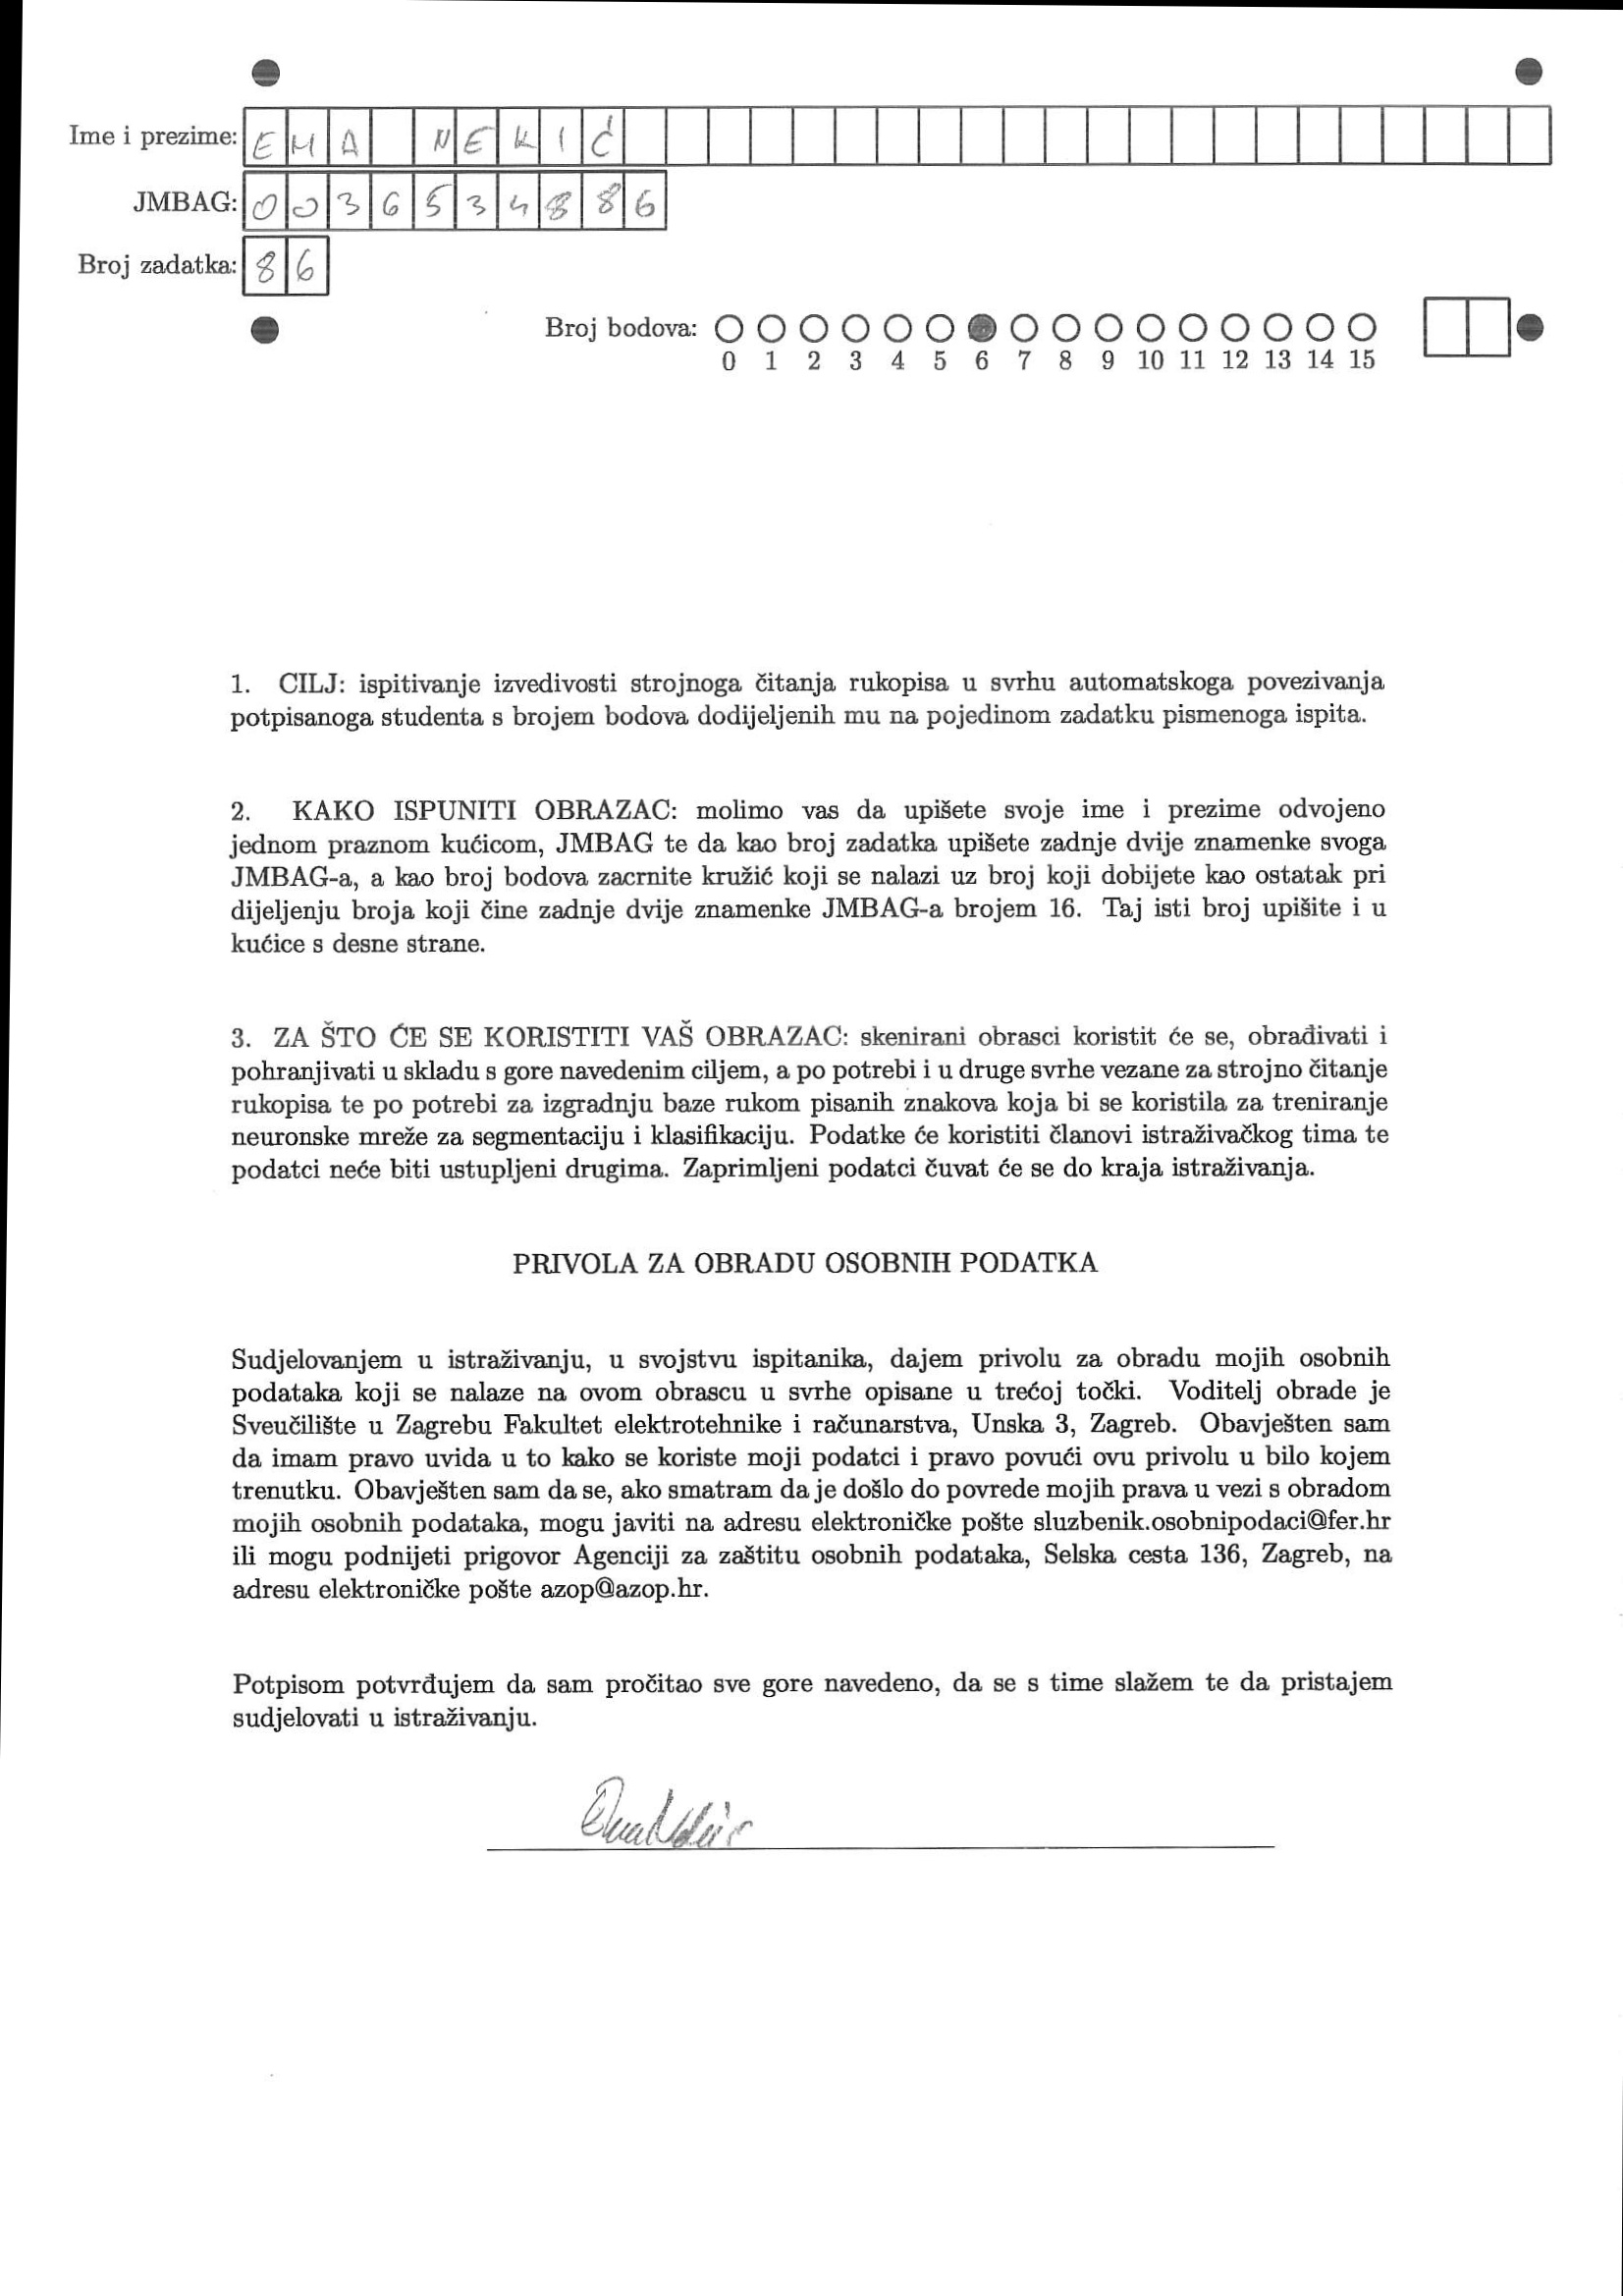 Ime i prezime: EMA NEKIĆ
JMBAG: 0036534886
Broj zadatka: 86
Broj bodova:
0 1 2 3 4 5 6 7 8 9 10 11 12 13 14 15
1. CILJ: ispitivanje izvedivosti strojnoga čitanja rukopisa u svrhu automatskoga povezivanja
potpisanoga studenta s brojem bodova dodijeljenih mu na pojedinom zadatku pismenoga ispita.
2. KAKO ISPUNITI OBRAZAC: molimo vas da upišete svoje ime i prezime odvojeno
jednom praznom kućicom, JMBAG te da kao broj zadatka upišete zadnje dvije znamenke svoga
JMBAG-a, a kao broj bodova zacrnite kružić koji se nalazi uz broj koji dobijete kao ostatak pri
dijeljenju broja koji čine zadnje dvije znamenke JMBAG-a brojem 16. Taj isti broj upišite i u
kućice s desne strane.
3. ZA ŠTO ĆE SE KORISTITI VAŠ OBRAZAC: skenirani obrasci koristit će se, obrađivati i
pohranjivati u skladu s gore navedenim ciljem, a po potrebi i u druge svrhe vezane za strojno čitanje
rukopisa te po potrebi za izgradnju baze rukom pisanih znakova koja bi se koristila za treniranje
neuronske mreže za segmentaciju i klasifikaciju. Podatke će koristiti članovi istraživačkog tima te
podatci neće biti ustupljeni drugima. Zaprimljeni podatci čuvat će se do kraja istraživanja.
PRIVOLA ZA OBRADU OSOBNIH PODATKA
Sudjelovanjem u istraživanju, u svojstvu ispitanika, dajem privolu za obradu mojih osobnih
podataka koji se nalaze na ovom obrascu u svrhe opisane u trećoj točki. Voditelj obrade je
Sveučilište u Zagrebu Fakultet elektrotehnike i računarstva, Unska 3, Zagreb. Obavješten sam
da imam pravo uvida u to kako se koriste moji podatci i pravo povući ovu privolu u bilo kojem
trenutku. Obavješten sam da se, ako smatram da je došlo do povrede mojih prava u vezi s obradom
mojih osobnih podataka, mogu javiti na adresu elektroničke pošte sluzbenik.osobnipodaci@fer.hr
ili mogu podnijeti prigovor Agenciji za zaštitu osobnih podataka, Selska cesta 136, Zagreb, na
adresu elektroničke pošte azop@azop.hr.
Potpisom potvrđujem da sam pročitao sve gore navedeno, da se s time slažem te da pristajem
sudjelovati u istraživanju.